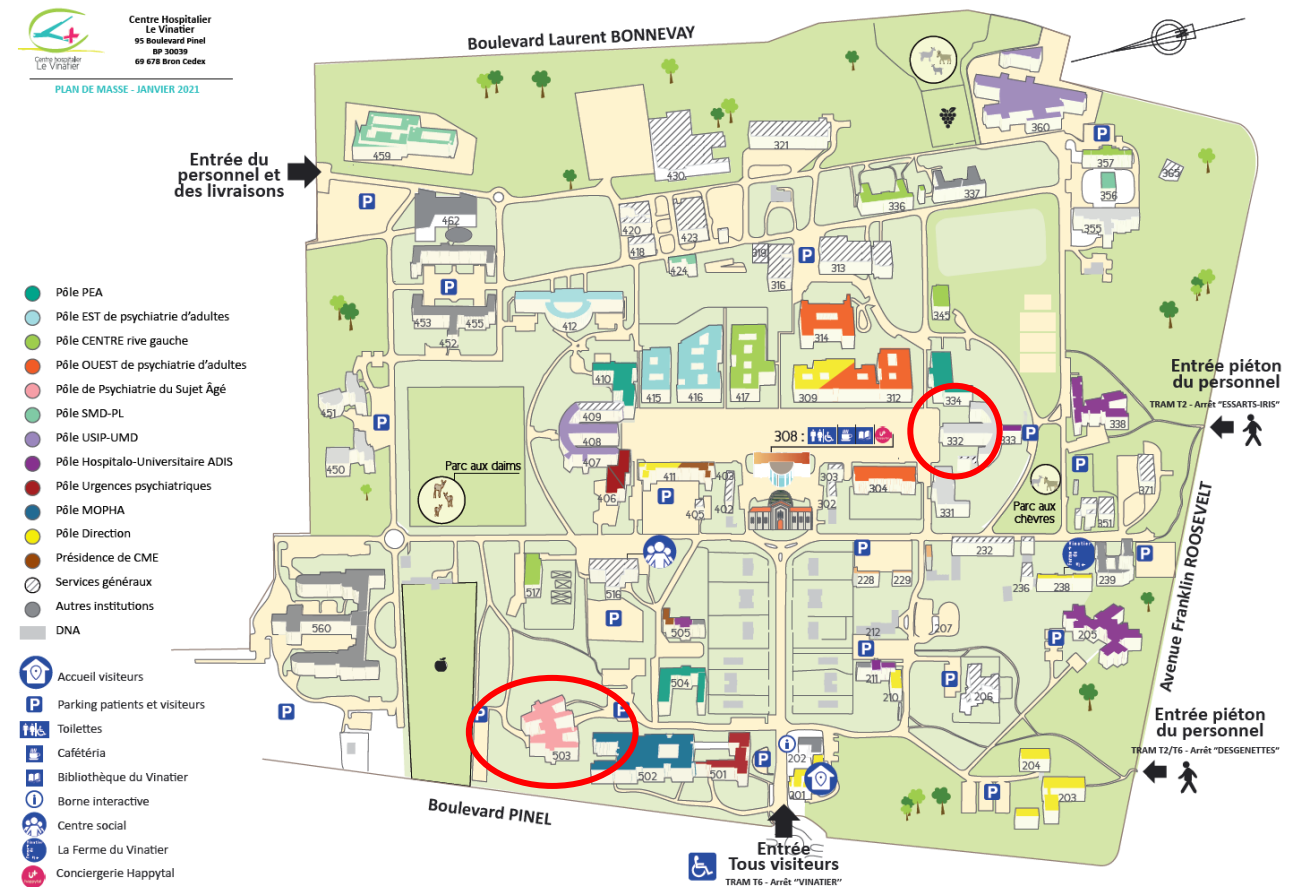 Centre Hospitalier
Le Vinatier
95 Boulevard Pinel
BP 30039
69 678 Bron Cedex
Centre hospitalier
Le Vinatier
PLAN DE MASSE - JANVIER 2021
Boulevard Laurent BONNEVAY
Entrée du
personnel et
des livraisons
459
430
321
360
P
357
356
365
355
P
462
420
423
418
424
319
316
P
313
336
337
P
453
455
452
412
314
345
410
415
416
417
309
312
334
451
P
450
409
408
407
406
411
403
P
405
402
308 :
303
302
304
332
333
P
331
338
P
371
351
Parc aux daims
Parc aux
chèvres
Entrée piéton
du personnel
TRAM T2 - Arrêt "ESSARTS-IRIS"
Avenue Franklin ROOSEVELT
Pôle PEA
Pôle EST de psychiatrie d'adultes
Pôle CENTRE rive gauche
Pôle OUEST de psychiatrie d'adultes
Pôle de Psychiatrie du Sujet Âgé
Pôle SMD-PL
Pôle USIP-UMD
Pôle Hospitalo-Universitaire ADIS
Pôle Urgences psychiatriques
Pôle MOPHA
Pôle Direction
Présidence de CME
Services généraux
Autres institutions
DNA
Accueil visiteurs
P Parking patients et visiteurs
Toilettes
Cafétéria
Bibliothèque du Vinatier
i Borne interactive
Centre social
La Ferme du Vinatier
Conciergerie Happytal
560
517
516
P
505
504
P
503
P
P
502
501
P
P
228
229
232
236
238
239
P
212
P
211
210
207
P
206
P
205
i
202
201
204
203
P
Entrée piéton
du personnel
TRAM T2/T6 - Arrêt "DESGENETTES"
Boulevard PINEL
Entrée
Tous visiteurs
TRAM T6 - Arrêt "VINATIER"